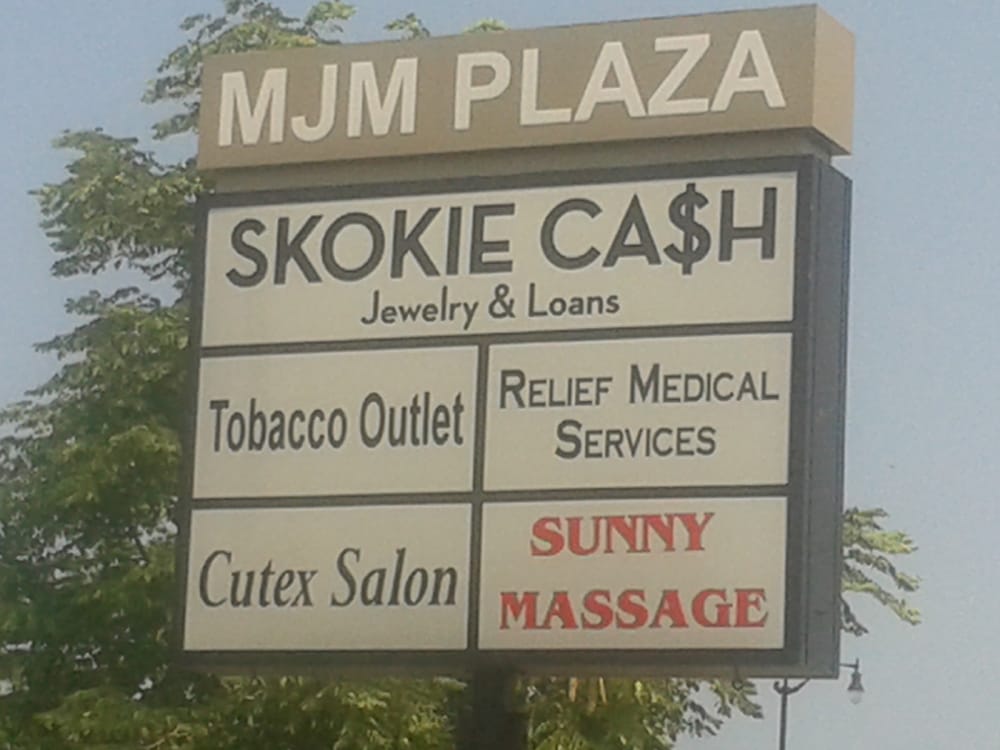 MJM PLAZA
SKOKIE CA$H
Jewelry & Loans
Tobacco Outlet
RELIEF MEDICAL
SERVICES
Cutex Salon
SUNNY
MASSAGE